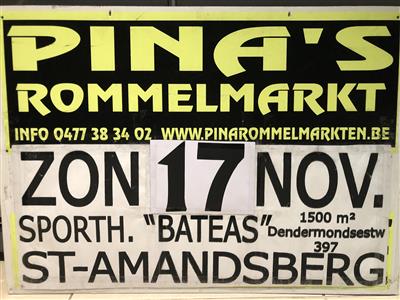 PINA'S
ROMMELMARKT
INFO 0477 38 34 02 WWW.PINAROMMELMARKTEN.BE
ZON 17 NOV.
SPORTH. "BATEAS" 1500 m²
Dendermondsestw
397
ST-AMANDSBERG